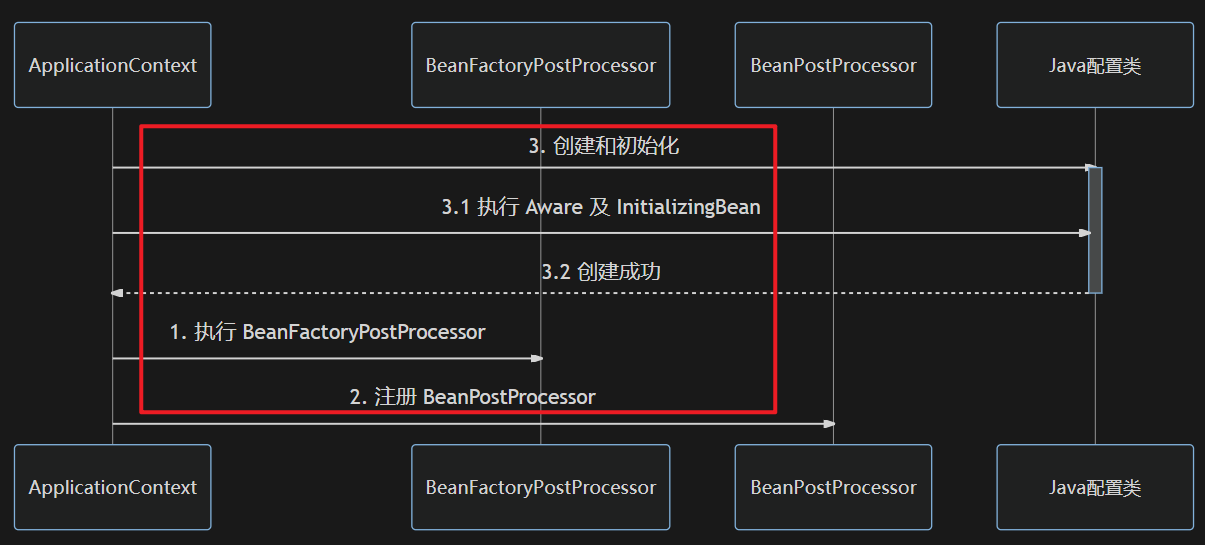 ApplicationContext
BeanFactoryPostProcessor
BeanPostProcessor
Java配置类
3. 创建和初始化
3.1 执行 Aware 及 InitializingBean
3.2 创建成功
1. 执行 BeanFactoryPostProcessor
2. 注册 BeanPostProcessor
ApplicationContext
BeanFactoryPostProcessor
BeanPostProcessor
Java配置类